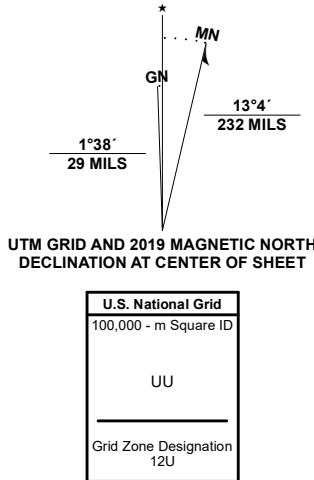 ★
MN
GN
13°4´
232 MILS
1°38´
29 MILS
UTM GRID AND 2019 MAGNETIC NORTH
DECLINATION AT CENTER OF SHEET
U.S. National Grid
100,000 - m Square ID
UU
Grid Zone Designation
12U